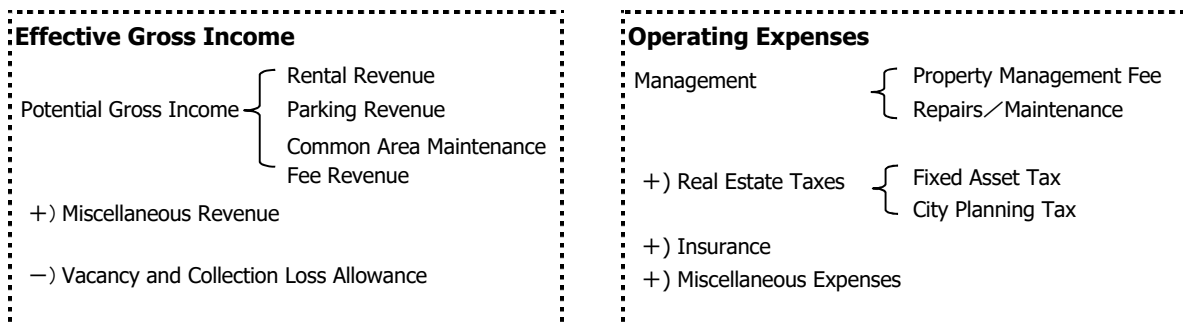 Effective Gross Income
Rental Revenue
Potential Gross Income
Parking Revenue
Common Area Maintenance
Fee Revenue
＋) Miscellaneous Revenue
－) Vacancy and Collection Loss Allowance
Operating Expenses
Management
Property Management Fee
Repairs／Maintenance
＋) Real Estate Taxes
Fixed Asset Tax
City Planning Tax
＋) Insurance
＋) Miscellaneous Expenses